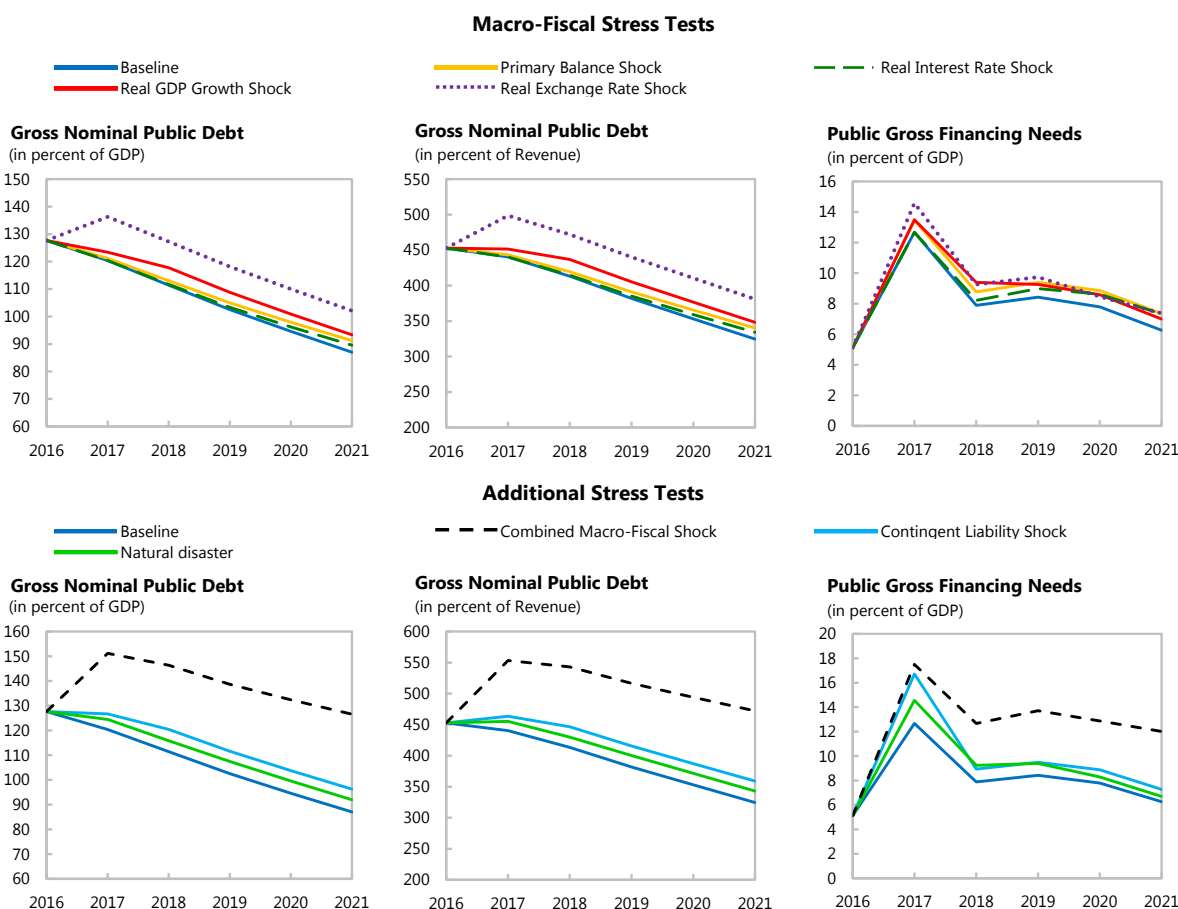 Macro-Fiscal Stress Tests
Baseline
Primary Balance Shock
Real Interest Rate Shock
Real GDP Growth Shock
Real Exchange Rate Shock
Gross Nominal Public Debt
(in percent of GDP)
150
140
130
120
110
100
90
80
70
60
2016 2017 2018 2019 2020 2021
Gross Nominal Public Debt
(in percent of Revenue)
550
500
450
400
350
300
250
200
2016 2017 2018 2019 2020 2021
Public Gross Financing Needs
(in percent of GDP)
16
14
12
10
8
6
4
2
0
2016 2017 2018 2019 2020 2021
Additional Stress Tests
Baseline
Combined Macro-Fiscal Shock
Contingent Liability Shock
Natural disaster
Gross Nominal Public Debt
(in percent of GDP)
160
150
140
130
120
110
100
90
80
70
60
2016 2017 2018 2019 2020 2021
Gross Nominal Public Debt
(in percent of Revenue)
600
550
500
450
400
350
300
250
200
2016 2017 2018 2019 2020 2021
Public Gross Financing Needs
(in percent of GDP)
20
18
16
14
12
10
8
6
4
2
0
2016 2017 2018 2019 2020 2021